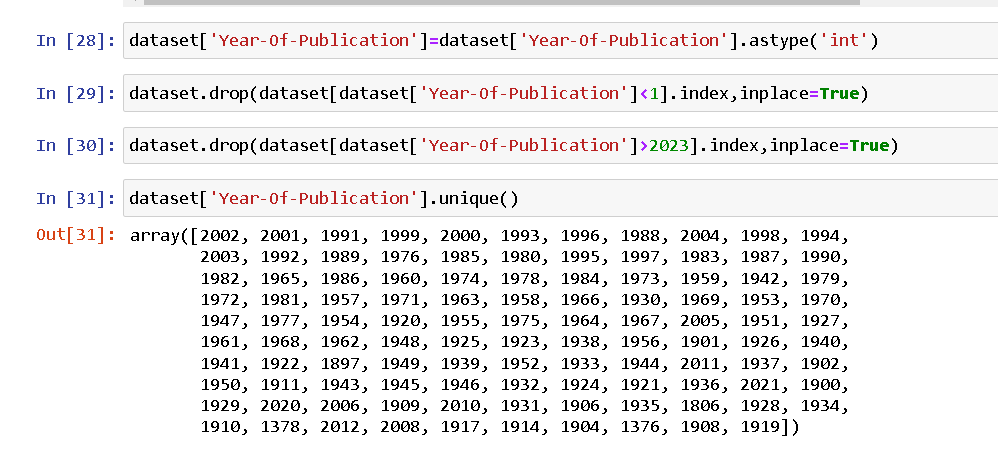 In [28]: dataset['Year-Of-Publication']=dataset['Year-Of-Publication'].astype('int')
In [29]: dataset.drop(dataset[dataset['Year-Of-Publication']<1].index,inplace=True)
In [30]: dataset.drop(dataset[dataset['Year-Of-Publication']>2023].index,inplace=True)
In [31]: dataset['Year-Of-Publication'].unique()
Out[31]: array([2002, 2001, 1991, 1999, 2000, 1993, 1996, 1988, 2004, 1998, 1994,
2003, 1992, 1989, 1976, 1985, 1980, 1995, 1997, 1983, 1987, 1990,
1982, 1965, 1986, 1960, 1974, 1978, 1984, 1973, 1959, 1942, 1979,
1972, 1981, 1957, 1971, 1963, 1958, 1966, 1930, 1969, 1953, 1970,
1947, 1977, 1954, 1920, 1955, 1975, 1964, 1967, 2005, 1951, 1927,
1961, 1968, 1962, 1948, 1925, 1923, 1938, 1956, 1901, 1926, 1940,
1941, 1922, 1897, 1949, 1939, 1952, 1933, 1944, 2011, 1937, 1902,
1950, 1911, 1943, 1945, 1946, 1932, 1924, 1921, 1936, 2021, 1900,
1929, 2020, 2006, 1909, 2010, 1931, 1906, 1935, 1806, 1928, 1934,
1910, 1378, 2012, 2008, 1917, 1914, 1904, 1376, 1908, 1919])